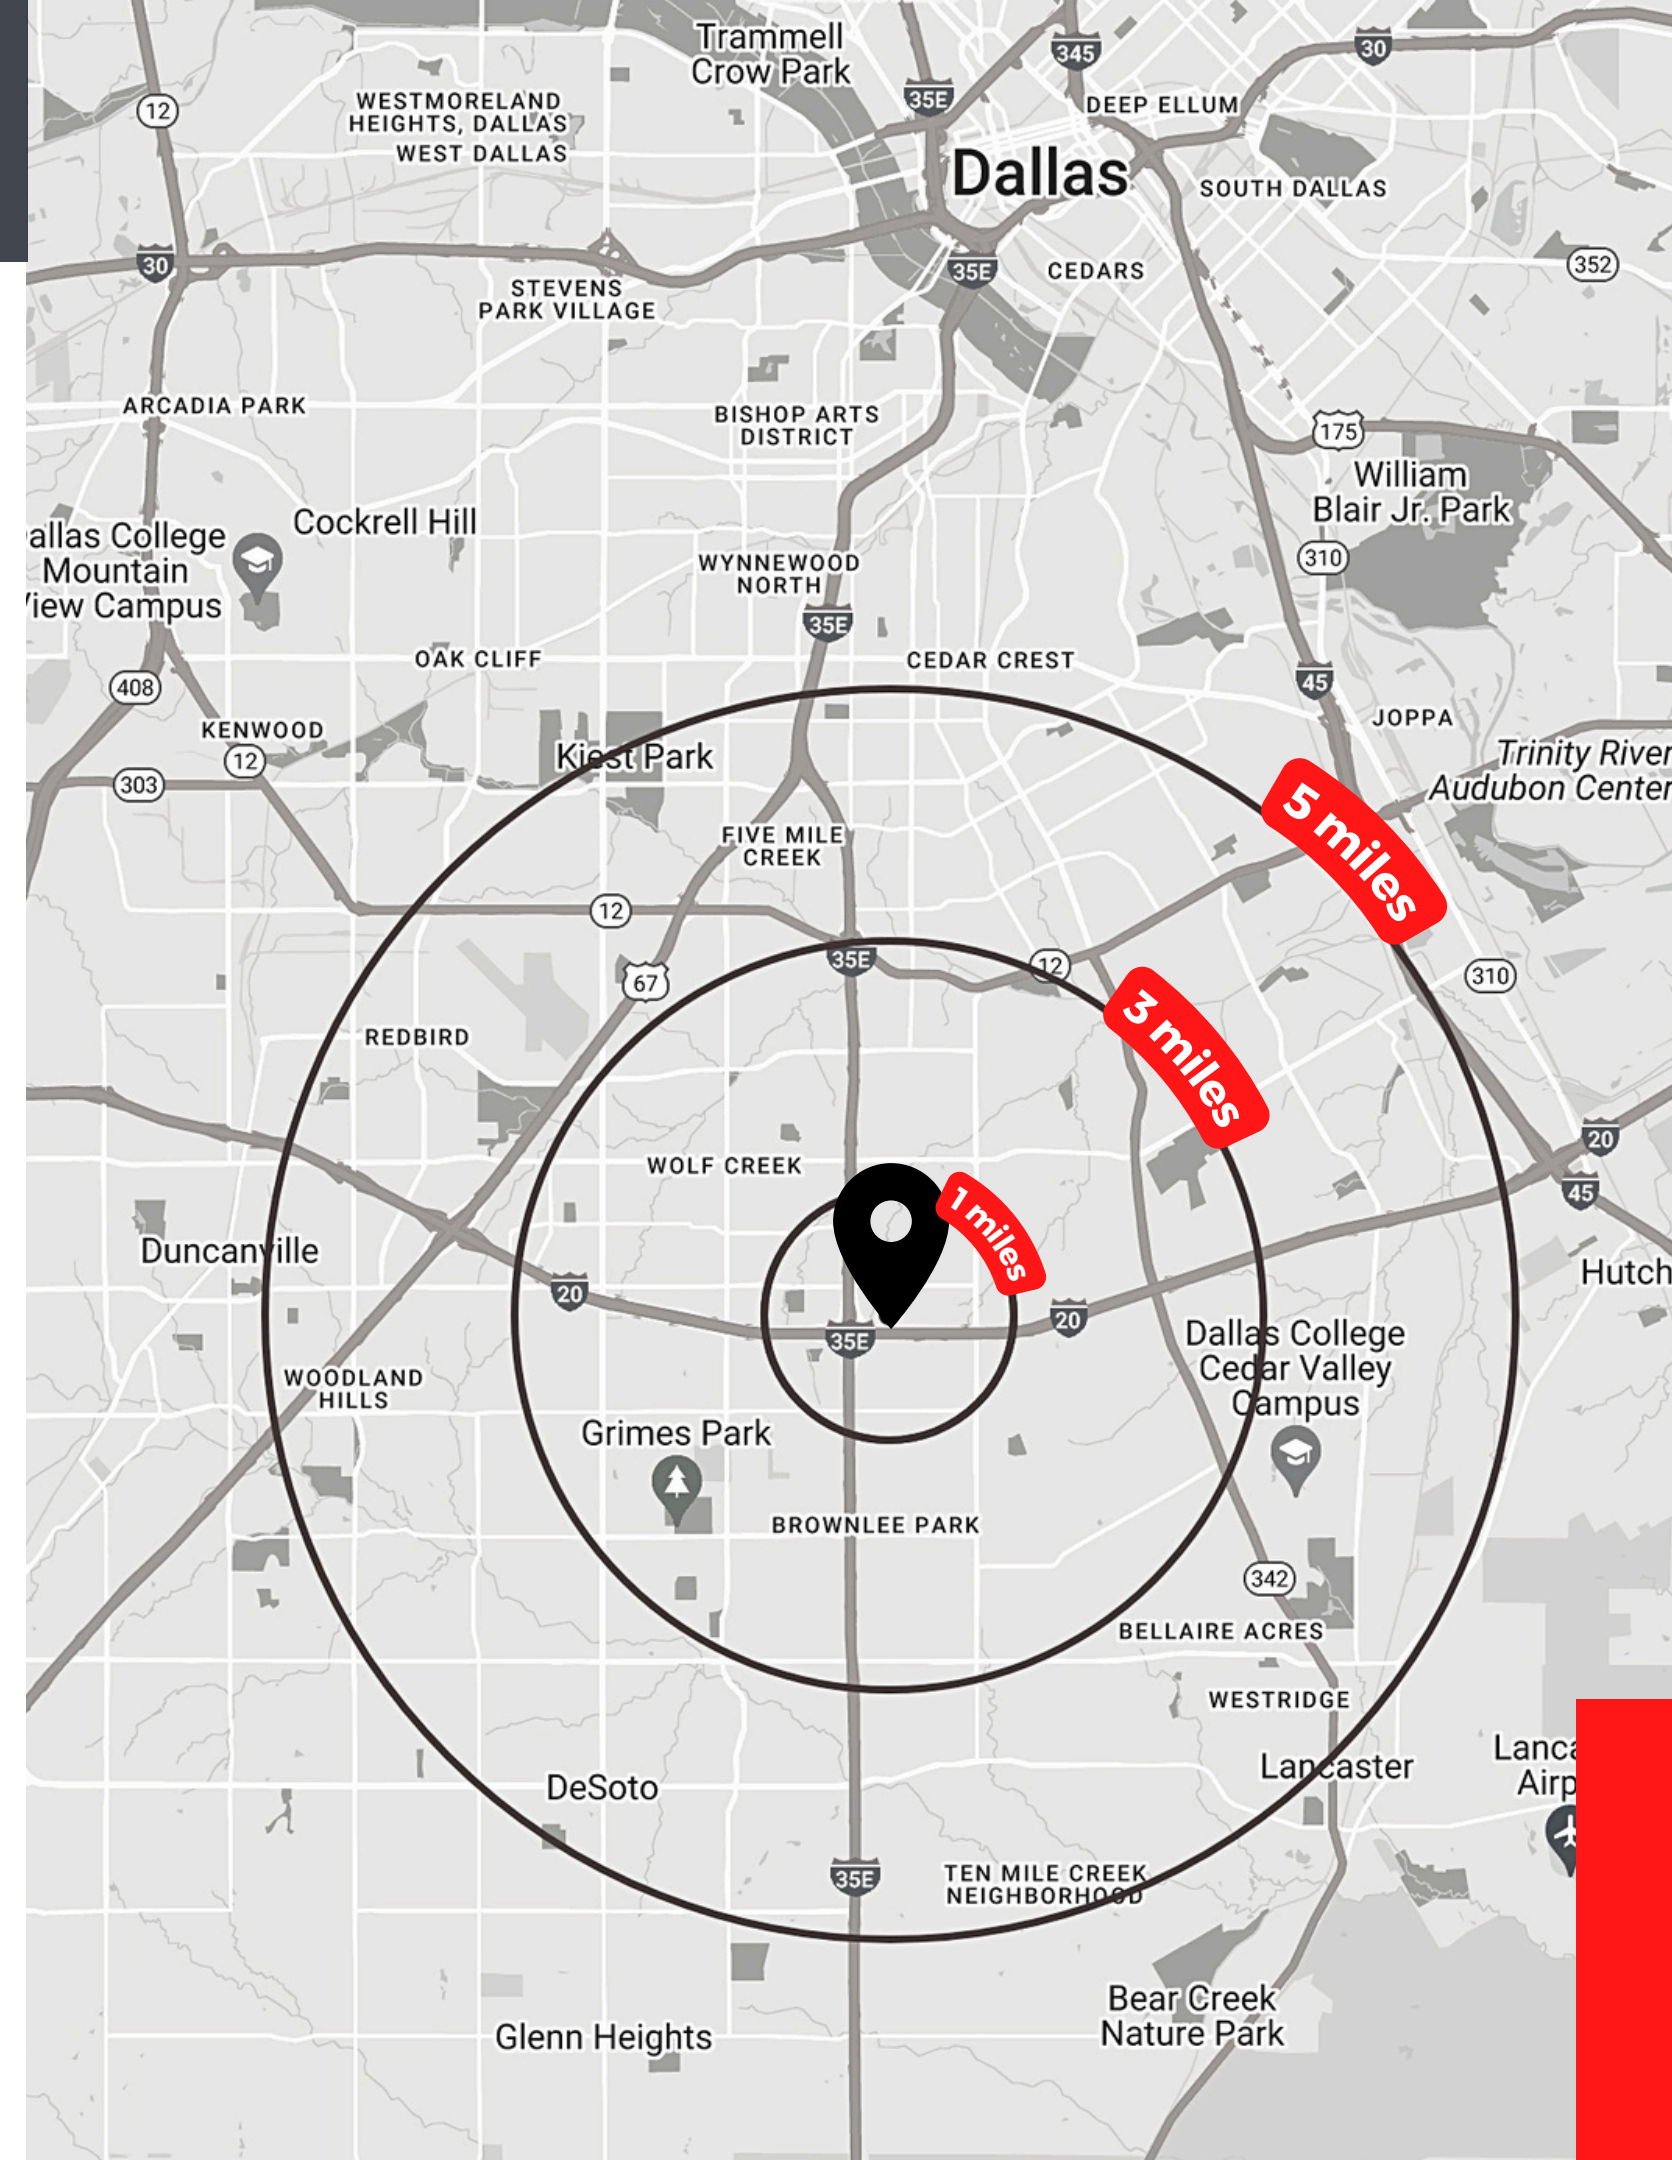 Trammell
Crow Park
345
30
35E
12
WESTMORELAND
HEIGHTS, DALLAS
WEST DALLAS
DEEP ELLUM
Dallas
SOUTH DALLAS
30
35E
CEDARS
352
STEVENS
PARK VILLAGE
ARCADIA PARK
BISHOP ARTS
DISTRICT
175
William
Blair Jr. Park
Cockrell Hill
allas College
Mountain
View Campus
310
WYNNEWOOD
NORTH
35E
OAK CLIFF
CEDAR CREST
408
45
KENWOOD
JOPPA
12
Kiest Park
Trinity River
Audubon Center
303
5 miles
FIVE MILE
CREEK
12
35E
12
67
310
3 miles
REDBIRD
20
WOLF CREEK
45
1 miles
Duncanville
20
20
Hutch
35E
Dallas College
Cedar Valley
Campus
WOODLAND
HILLS
Grimes Park
BROWNLEE PARK
342
BELLAIRE ACRES
WESTRIDGE
Lanca
Airp
Lancaster
DeSoto
35E
TEN MILE CREEK
NEIGHBORHOOD
Bear Creek
Nature Park
Glenn Heights